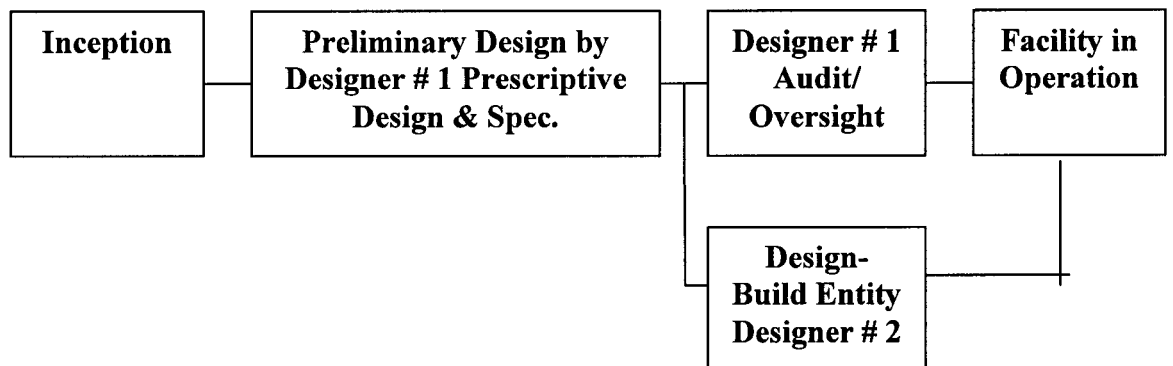 Inception
Preliminary Design by
Designer # 1 Prescriptive
Design & Spec.
Designer # 1
Audit/
Oversight
Facility in
Operation
Design-
Build Entity
Designer # 2